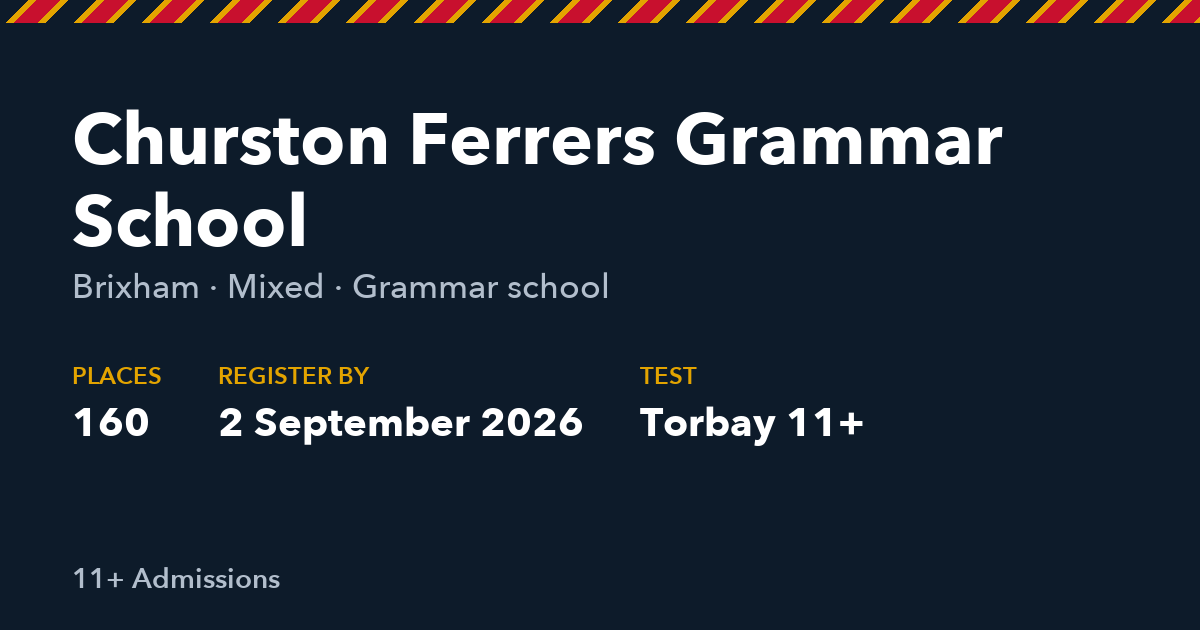 Churston Ferrers Grammar
School
Brixham · Mixed · Grammar school
PLACES REGISTER BY TEST
160 2 September 2026 Torbay 11+
11+ Admissions